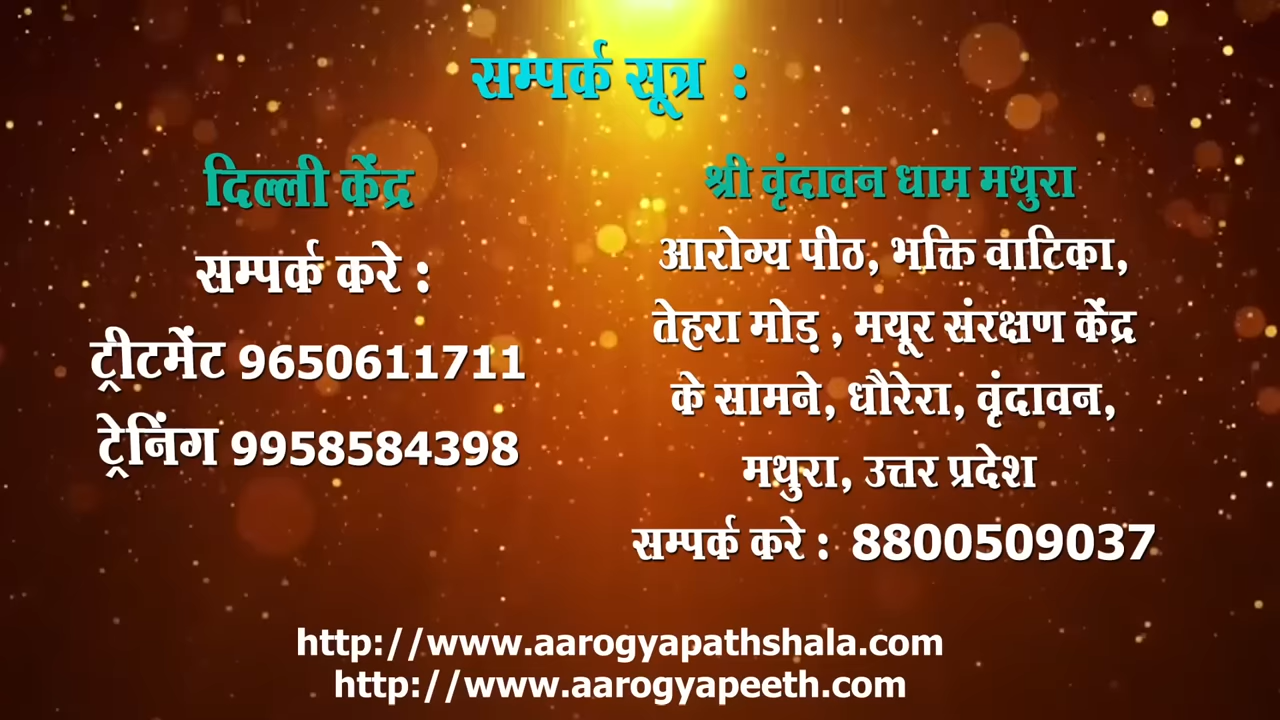 सम्पर्क सूत्र :
दिल्ली केंद्र
सम्पर्क करे :
ट्रीटमेंट 9650611711
ट्रेनिंग 9958584398
श्री वृंदावन धाम मथुरा
आरोग्य पीठ, भक्ति वाटिका,
तेहरा मोड़ , मयूर संरक्षण केंद्र
के सामने, धौरेरा, वृंदावन,
मथुरा, उत्तर प्रदेश
सम्पर्क करे : 8800509037
http://www.aarogyapathshala.com
http://www.aarogyapeeth.com